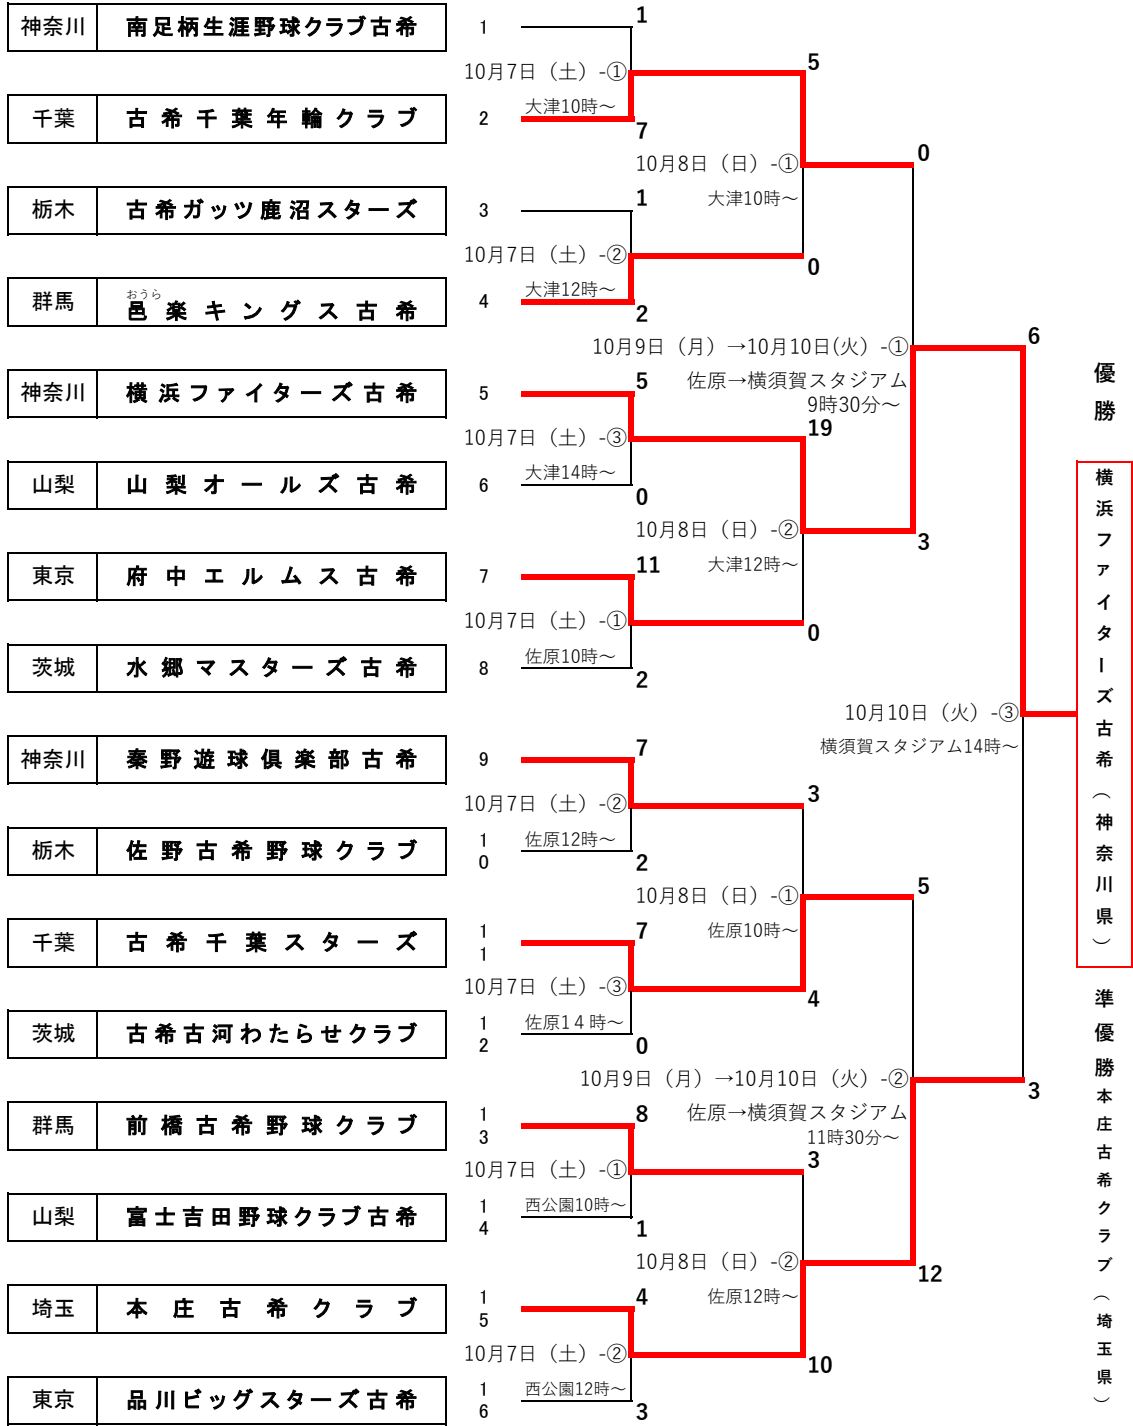 神奈川 南足柄生涯野球クラブ古希 1
1
10月7日（土）-①
大津10時～
5
千葉 古希千葉年輪クラブ 2
7
10月8日（日）-①
大津10時～
0
栃木 古希ガッツ鹿沼スターズ 3
1
10月7日（土）-②
大津12時～
0
おうら
群馬 邑楽キングス古希 4
2
10月9日（月）→10月10日(火）-①
佐原→横須賀スタジアム
9時30分～
6
神奈川 横浜ファイターズ古希 5
5
10月7日（土）-③
大津14時～
19
山梨 山梨オールズ古希 6
0
10月8日（日）-②
大津12時～
3
東京 府中エルムス古希 7
11
10月7日（土）-①
佐原10時～
0
茨城 水郷マスターズ古希 8
2
10月10日（火）-③
横須賀スタジアム14時～
神奈川 秦野遊球倶楽部古希 9
7
10月7日（土）-②
佐原12時～
3
栃木 佐野古希野球クラブ 10
2
10月8日（日）-①
佐原10時～
5
千葉 古希千葉スターズ 11
7
10月7日（土）-③
佐原1４時～
4
茨城 古希古河わたらせクラブ 12
0
10月9日（月）→10月10日（火）-②
佐原→横須賀スタジアム
11時30分～
3
群馬 前橋古希野球クラブ 13
8
10月7日（土）-①
西公園10時～
3
山梨 富士吉田野球クラブ古希 14
1
10月8日（日）-②
佐原12時～
12
埼玉 本庄古希クラブ 15
4
10月7日（土）-②
西公園12時～
10
東京 品川ビッグスターズ古希 16
3
優勝
横浜ファイターズ古希（神奈川県）
準優勝 本庄古希クラブ（埼玉県）